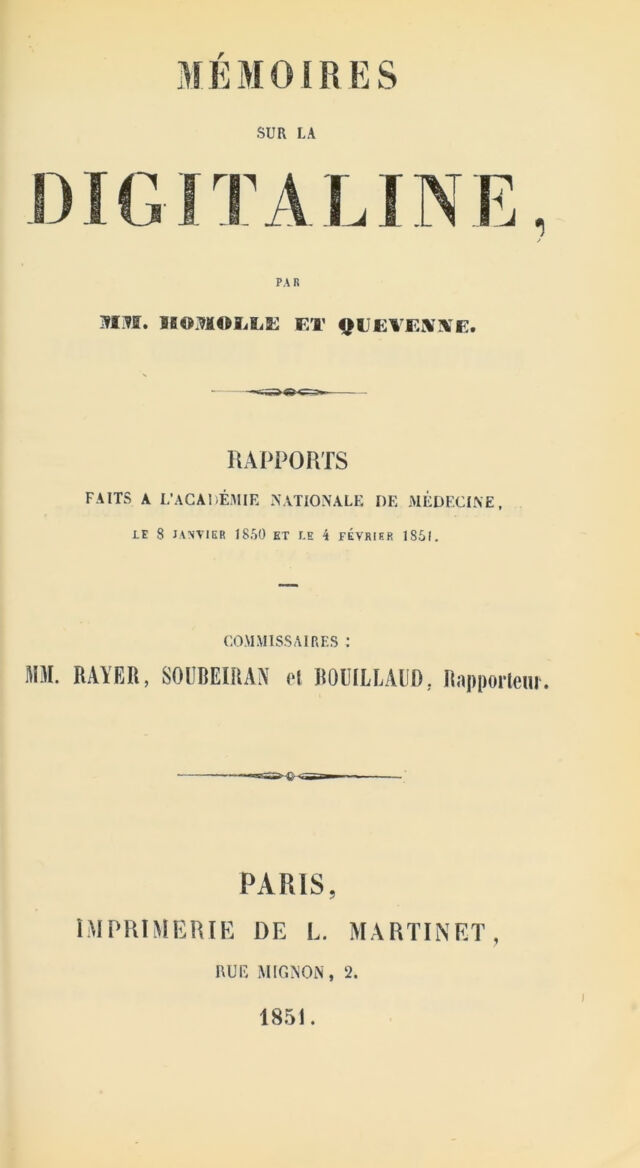 MÉMOIRES
SUR LA
DIGITALINE,
PAR
MM. HOMOLLE ET QUEVENNE.
RAPPORTS
FAITS A L'ACADÉMIE NATIONALE DE MÉDECINE,
LE 8 JANVIER 1850 ET LE 4 FÉVRIER 1851.
COMMISSAIRES :
MM. RAYER, SOUBEIRAN et BOUILLAUD, Rapporteur.
PARIS,
IMPRIMERIE DE L. MARTINET,
RUE MIGNON, 2.
1851.